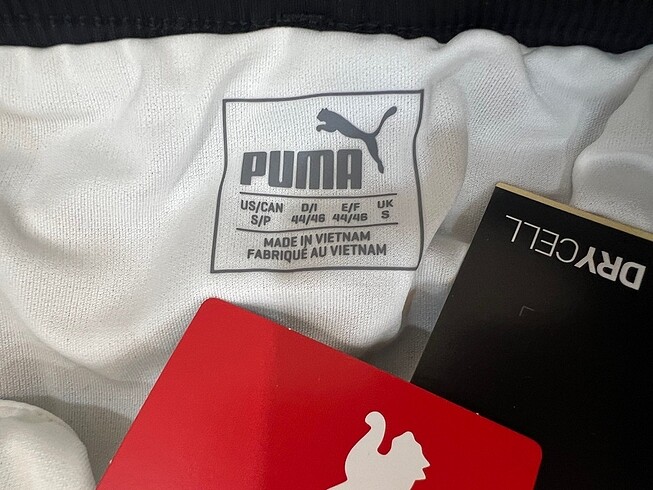 PUMA
US/CAN D/I E/F UK
S/P 44/46 44/46 S
MADE IN VIETNAM
FABRIQUÉ AU VIETNAM
DRYCELL